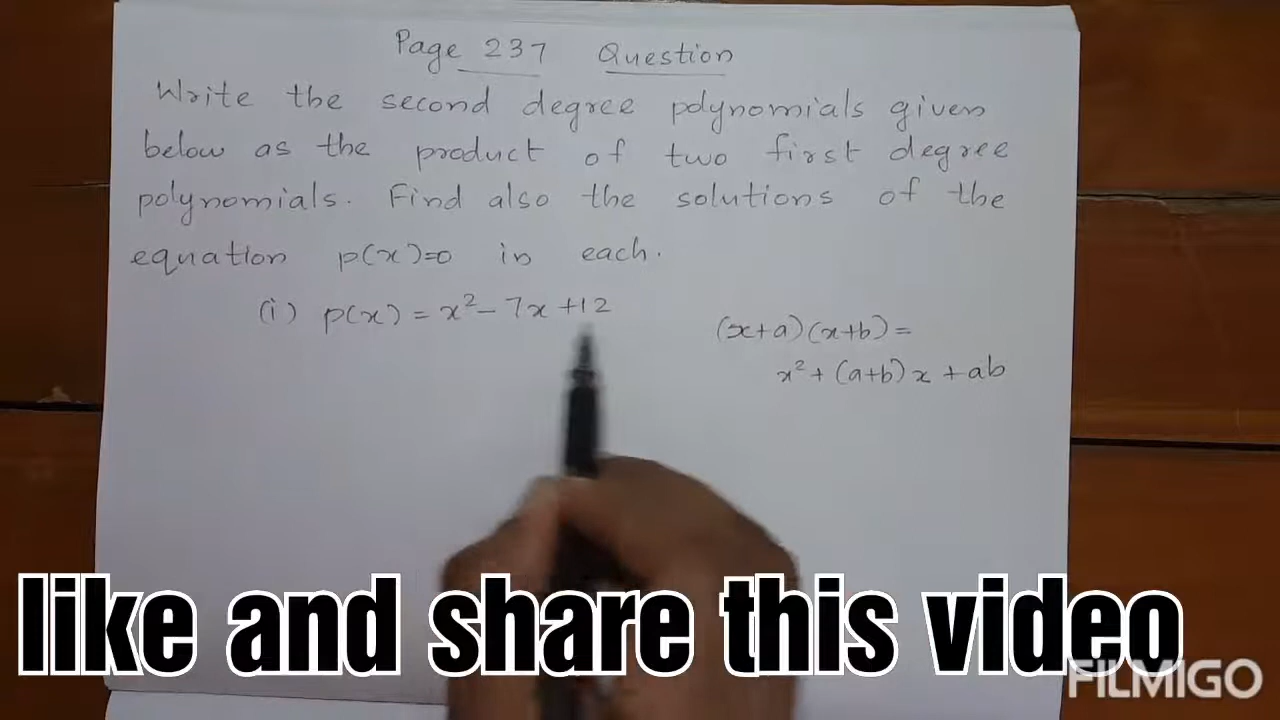 Page 237 Question
Write the second degree polynomials given
below as the product of two first degree
polynomials. Find also the solutions of the
equation p(x)=0 in each.
(i) p(x) = x² - 7x +12
(x+a)(x+b) =
x² + (a+b)x + ab
like and share this video
FILMIGO